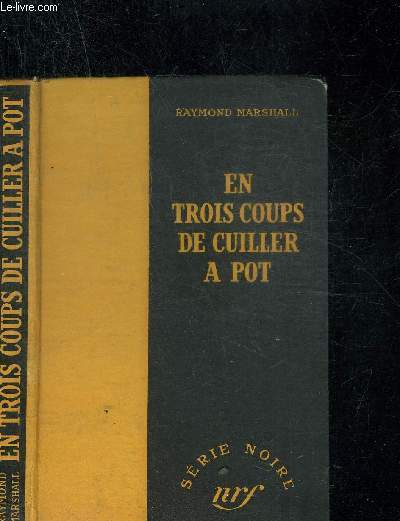 Le-livre.com
RAYMOND MARSHALL
EN
TROIS COUPS
DE CUILLER
A POT
SÉRIE NOIRE
nrf
RAYMOND
MARSHALL
EN TROIS COUPS DE CUILLER A POT